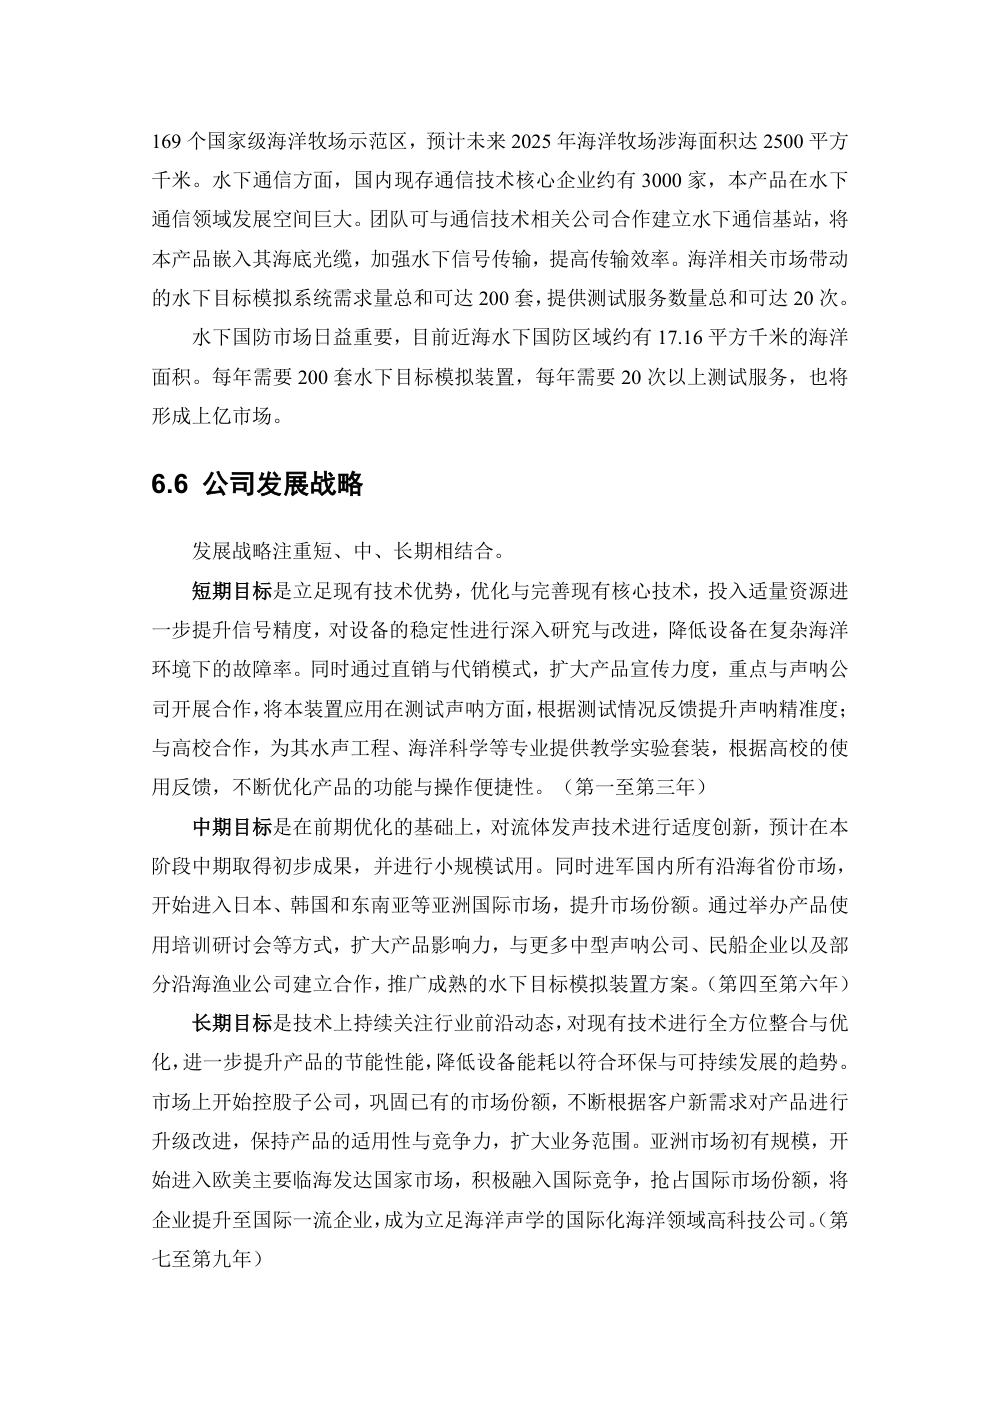 169 个国家级海洋牧场示范区，预计未来 2025 年海洋牧场涉海面积达 2500 平方
千米。水下通信方面，国内现存通信技术核心企业约有 3000 家，本产品在水下
通信领域发展空间巨大。团队可与通信技术相关公司合作建立水下通信基站，将
本产品嵌入其海底光缆，加强水下信号传输，提高传输效率。海洋相关市场带动
的水下目标模拟系统需求量总和可达 200 套，提供测试服务数量总和可达 20 次。
水下国防市场日益重要，目前近海水下国防区域约有 17.16 平方千米的海洋
面积。每年需要 200 套水下目标模拟装置，每年需要 20 次以上测试服务，也将
形成上亿市场。
6.6 公司发展战略
发展战略注重短、中、长期相结合。
短期目标是立足现有技术优势，优化与完善现有核心技术，投入适量资源进
一步提升信号精度，对设备的稳定性进行深入研究与改进，降低设备在复杂海洋
环境下的故障率。同时通过直销与代销模式，扩大产品宣传力度，重点与声呐公
司开展合作，将本装置应用在测试声呐方面，根据测试情况反馈提升声呐精准度；
与高校合作，为其水声工程、海洋科学等专业提供教学实验套装，根据高校的使
用反馈，不断优化产品的功能与操作便捷性。（第一至第三年）
中期目标是在前期优化的基础上，对流体发声技术进行适度创新，预计在本
阶段中期取得初步成果，并进行小规模试用。同时进军国内所有沿海省份市场，
开始进入日本、韩国和东南亚等亚洲国际市场，提升市场份额。通过举办产品使
用培训研讨会等方式，扩大产品影响力，与更多中型声呐公司、民船企业以及部
分沿海渔业公司建立合作，推广成熟的水下目标模拟装置方案。（第四至第六年）
长期目标是技术上持续关注行业前沿动态，对现有技术进行全方位整合与优
化，进一步提升产品的节能性能，降低设备能耗以符合环保与可持续发展的趋势。
市场上开始控股子公司，巩固已有的市场份额，不断根据客户新需求对产品进行
升级改进，保持产品的适用性与竞争力，扩大业务范围。亚洲市场初有规模，开
始进入欧美主要临海发达国家市场，积极融入国际竞争，抢占国际市场份额，将
企业提升至国际一流企业，成为立足海洋声学的国际化海洋领域高科技公司。（第
七至第九年）